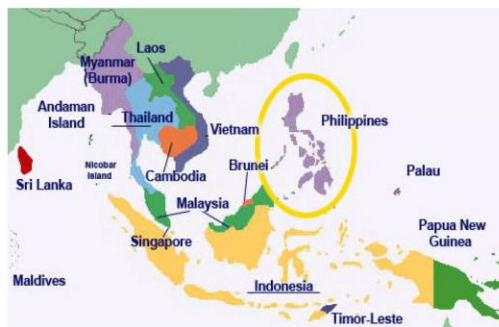 Laos
Myanmar
(Burma)
Andaman
Island
Thailand
Philippines
Vietnam
Nicobar
Island
Sri Lanka
Cambodia
Brunei
Palau
Malaysia
Singapore
Papua New
Guinea
Maldives
Indonesia
Timor-Leste